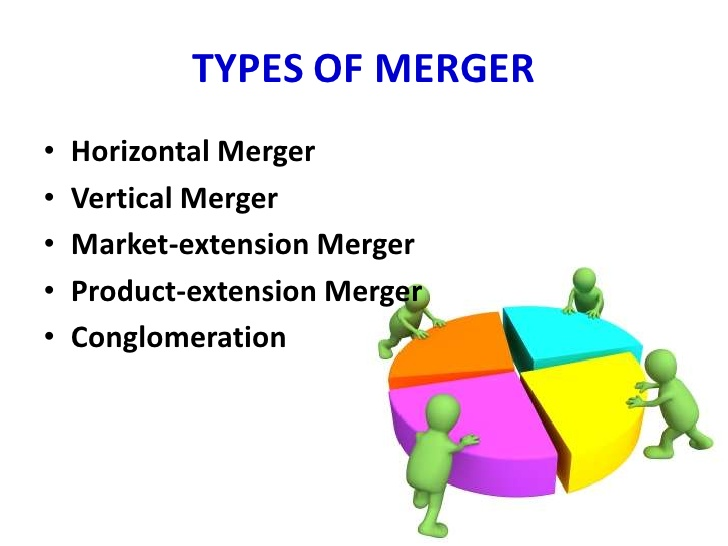 TYPES OF MERGER
• Horizontal Merger
• Vertical Merger
• Market-extension Merger
• Product-extension Merger
• Conglomeration